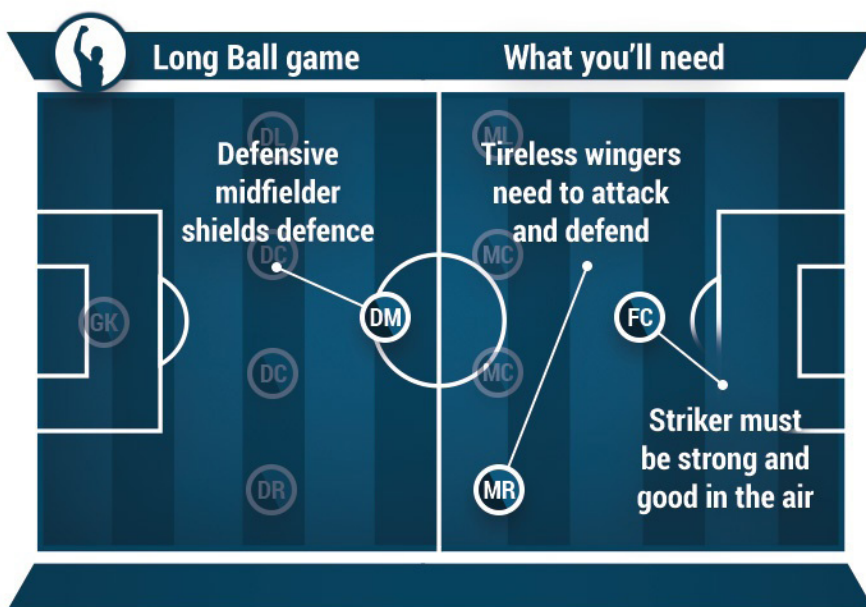 Long Ball game
What you'll need
DL
Defensive
midfielder
shields defence
DC
GK
DM
DC
DR
ML
Tireless wingers
need to attack
and defend
MC
FC
MC
MR
Striker must
be strong and
good in the air